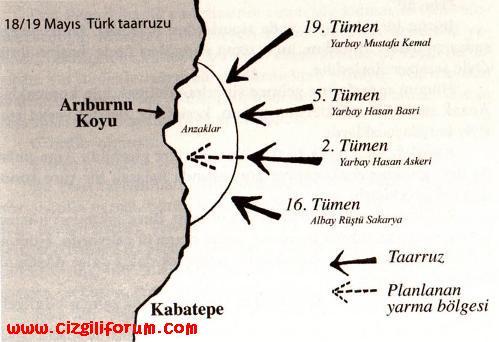 18/19 Mayıs Türk taarruzu
19. Tümen
Yarbay Mustafa Kemal
5. Tümen
Yarbay Hasan Basri
Arıburnu
Koyu
Anzaklar
2. Tümen
Yarbay Hasan Askeri
16. Tümen
Albay Rüştü Sakarya
Taarruz
Planlanan
yarma bölgesi
Kabatepe
www.cizgiliforum.com